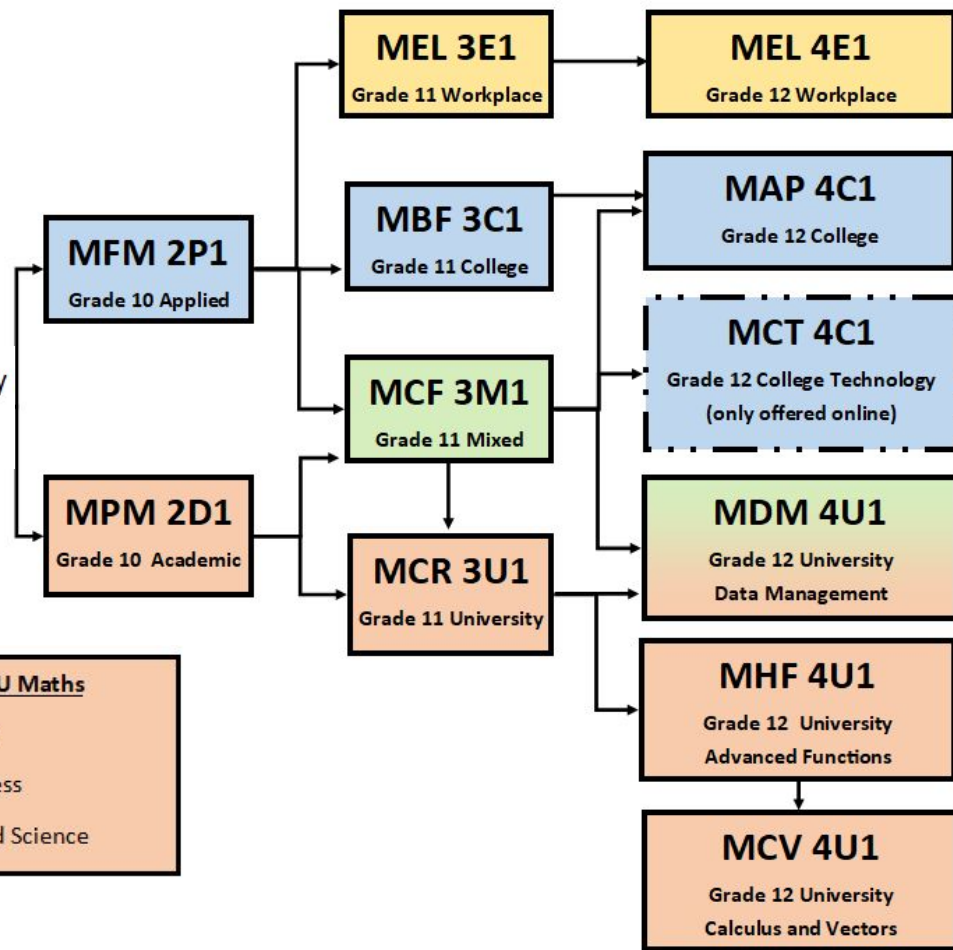 MEL 3E1
Grade 11 Workplace
MEL 4E1
Grade 12 Workplace
MFM 2P1
Grade 10 Applied
MBF 3C1
Grade 11 College
MAP 4C1
Grade 12 College
MCT 4C1
Grade 12 College Technology
(only offered online)
MCF 3M1
Grade 11 Mixed
MPM 2D1
Grade 10 Academic
MCR 3U1
Grade 11 University
MDM 4U1
Grade 12 University
Data Management
MHF 4U1
Grade 12 University
Advanced Functions
MCV 4U1
Grade 12 University
Calculus and Vectors
U Maths
Science